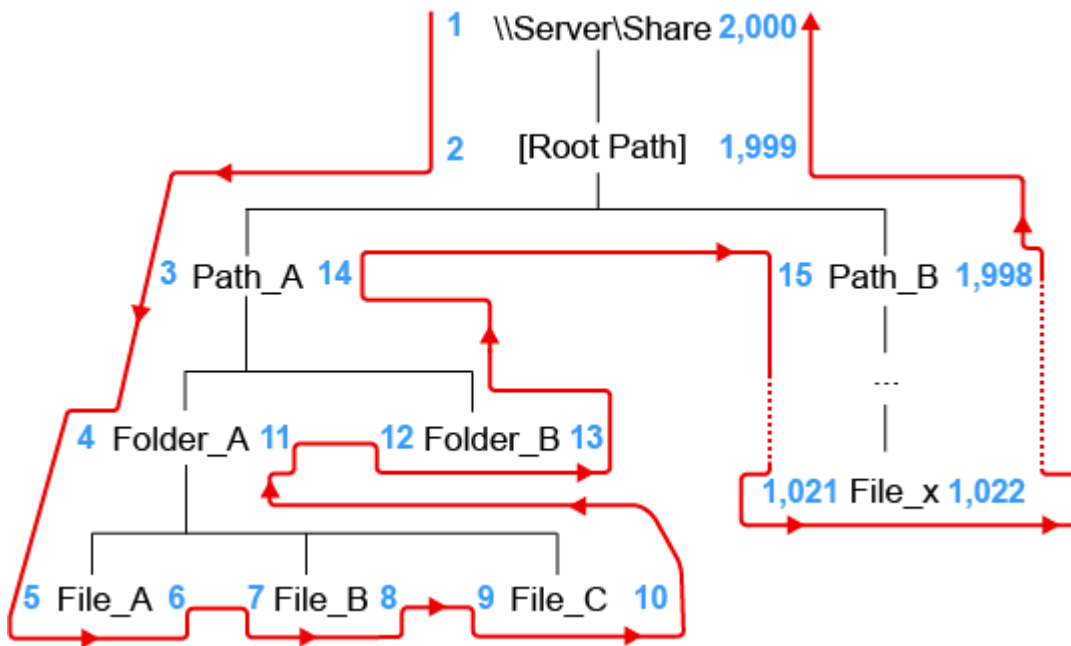 1 \\Server\Share 2,000
2 [Root Path] 1,999
3 Path_A 14 15 Path_B 1,998
...
4 Folder_A 11 12 Folder_B 13
1,021 File_x 1,022
5 File_A 6 7 File_B 8 9 File_C 10